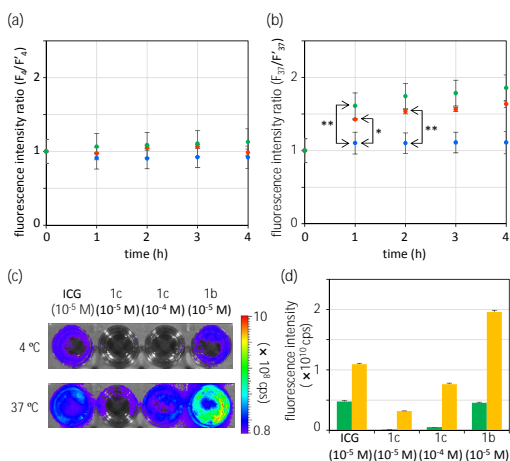 (a)
fluorescence intensity ratio (F4/F'4)
2
1
0
0 1 2 3 4
time (h)
(b)
fluorescence intensity ratio (F37/F'37)
2
1
0
** * **
0 1 2 3 4
time (h)
(c)
ICG 1c 1c 1b
(10-5 M) (10-5 M) (10-4 M) (10-5 M)
4 ºC
37 ºC
10
(×10⁸ cps)
0.8
(d)
fluorescence intensity
(×10¹⁰ cps)
2
1
0
ICG 1c 1c 1b
(10-5 M) (10-5 M) (10-4 M) (10-5 M)